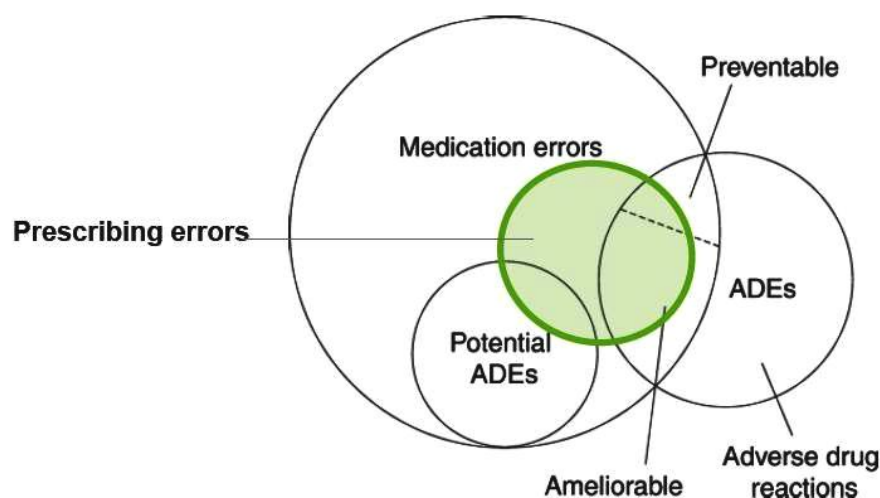 Preventable
Medication errors
Prescribing errors
ADEs
Potential
ADEs
Adverse drug
reactions
Ameliorable